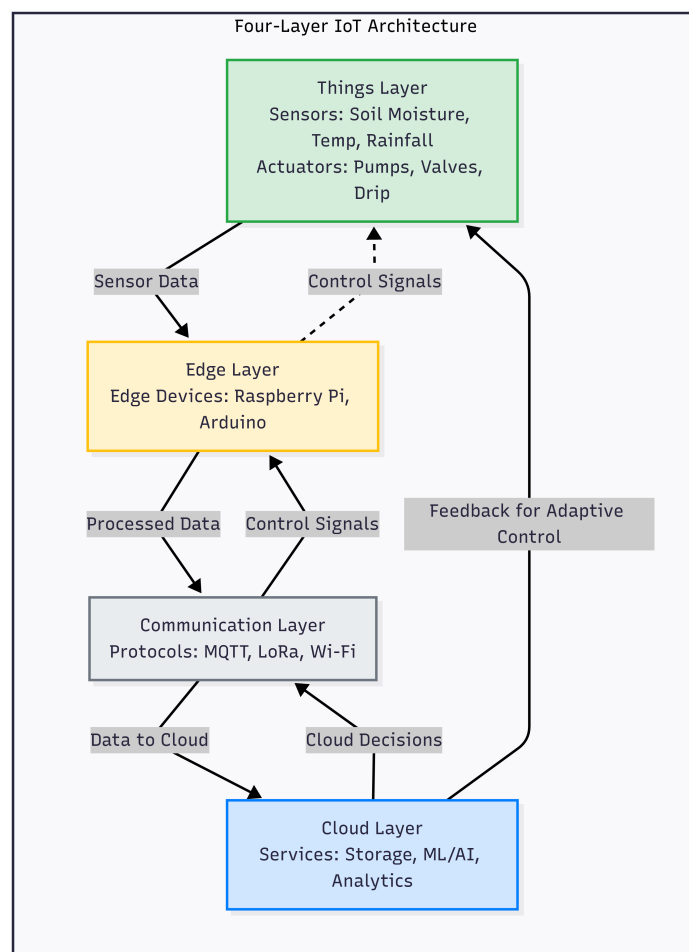 Four-Layer IoT Architecture
Things Layer
Sensors: Soil Moisture,
Temp, Rainfall
Actuators: Pumps, Valves,
Drip
Sensor Data
Control Signals
Edge Layer
Edge Devices: Raspberry Pi,
Arduino
Processed Data
Control Signals
Feedback for Adaptive
Control
Communication Layer
Protocols: MQTT, LoRa, Wi-Fi
Data to Cloud
Cloud Decisions
Cloud Layer
Services: Storage, ML/AI,
Analytics